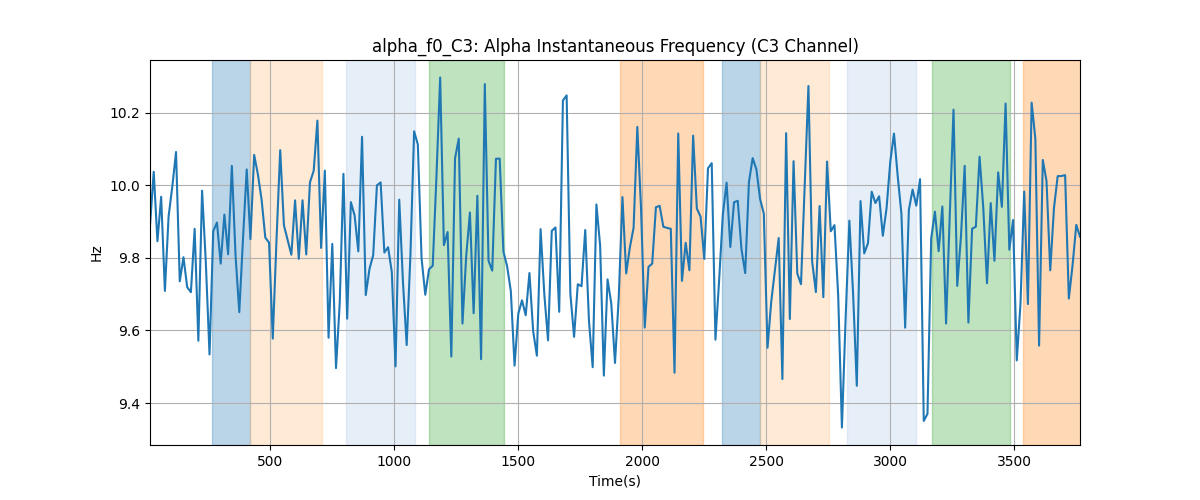 alpha_f0_C3: Alpha Instantaneous Frequency (C3 Channel)
Hz
10.2
10.0
9.8
9.6
9.4
500 1000 1500 2000 2500 3000 3500
Time(s)